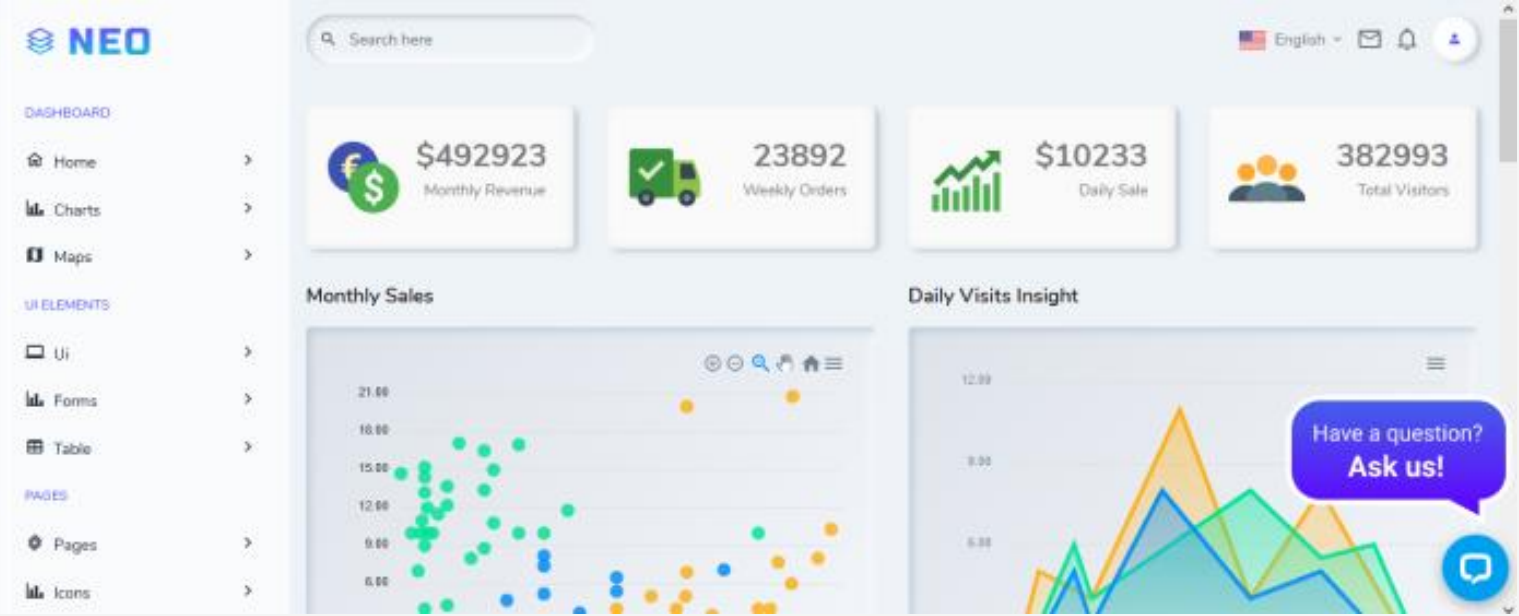 NEO
Search here
English
DASHBOARD
Home
Charts
Maps
UI ELEMENTS
Ui
Forms
Table
PAGES
Pages
Icons
$492923
Monthly Revenue
23892
Weekly Orders
$10233
Daily Sale
382993
Total Visitors
Monthly Sales
21.00
18.00
15.00
12.00
9.00
6.00
Daily Visits Insight
12.00
9.00
6.00
Have a question?
Ask us!